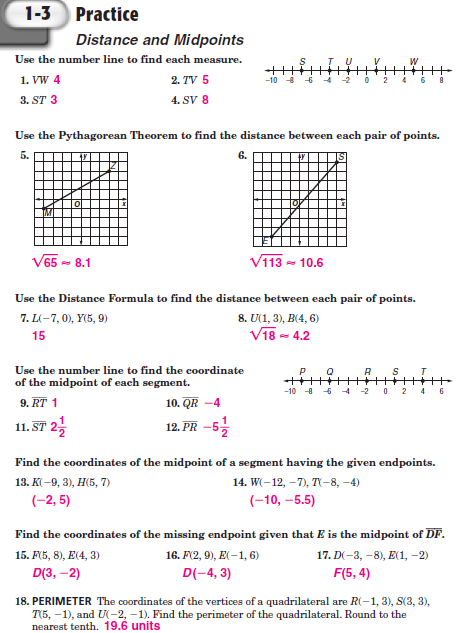 1-3 Practice
Distance and Midpoints
Use the number line to find each measure.
S T U V W
-10 -8 -6 -4 -2 0 2 4 6 8
1. VW 4 2. TV 5
3. ST 3 4. SV 8
Use the Pythagorean Theorem to find the distance between each pair of points.
5. y Z O x M
6. y S O x E
√65 ≈ 8.1 √113 ≈ 10.6
Use the Distance Formula to find the distance between each pair of points.
7. L(−7, 0), Y(5, 9) 8. U(1, 3), B(4, 6)
15 √18 ≈ 4.2
Use the number line to find the coordinate
of the midpoint of each segment.
P Q R S T
-10 -8 -6 -4 -2 0 2 4 6
9. RT 1 10. QR −4
11. ST 2 1/2 12. PR −5 1/2
Find the coordinates of the midpoint of a segment having the given endpoints.
13. K(−9, 3), H(5, 7) 14. W(−12, −7), T(−8, −4)
(−2, 5) (−10, −5.5)
Find the coordinates of the missing endpoint given that E is the midpoint of DF.
15. F(5, 8), E(4, 3) 16. F(2, 9), E(−1, 6) 17. D(−3, −8), E(1, −2)
D(3, −2) D(−4, 3) F(5, 4)
18. PERIMETER The coordinates of the vertices of a quadrilateral are R(−1, 3), S(3, 3),
T(5, −1), and U(−2, −1). Find the perimeter of the quadrilateral. Round to the
nearest tenth. 19.6 units